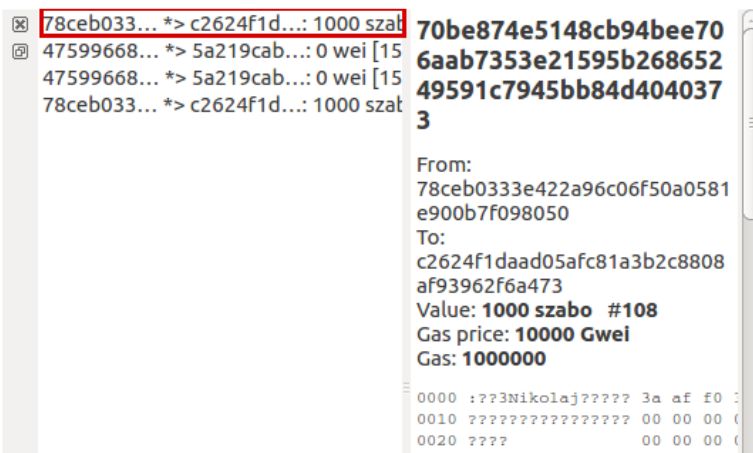 78ceb033… *> c2624f1d…: 1000 szab
47599668… *> 5a219cab…: 0 wei [15
47599668… *> 5a219cab…: 0 wei [15
78ceb033… *> c2624f1d…: 1000 szab
70be874e5148cb94bee70
6aab7353e21595b268652
49591c7945bb84d404037
3
From:
78ceb0333e422a96c06f50a0581
e900b7f098050
To:
c2624f1daad05afc81a3b2c8808
af93962f6a473
Value: 1000 szabo #108
Gas price: 10000 Gwei
Gas: 1000000
0000 :??3Nikolaj????? 3a af f0
0010 ???????????????? 00 00 00
0020 ???? 00 00 00